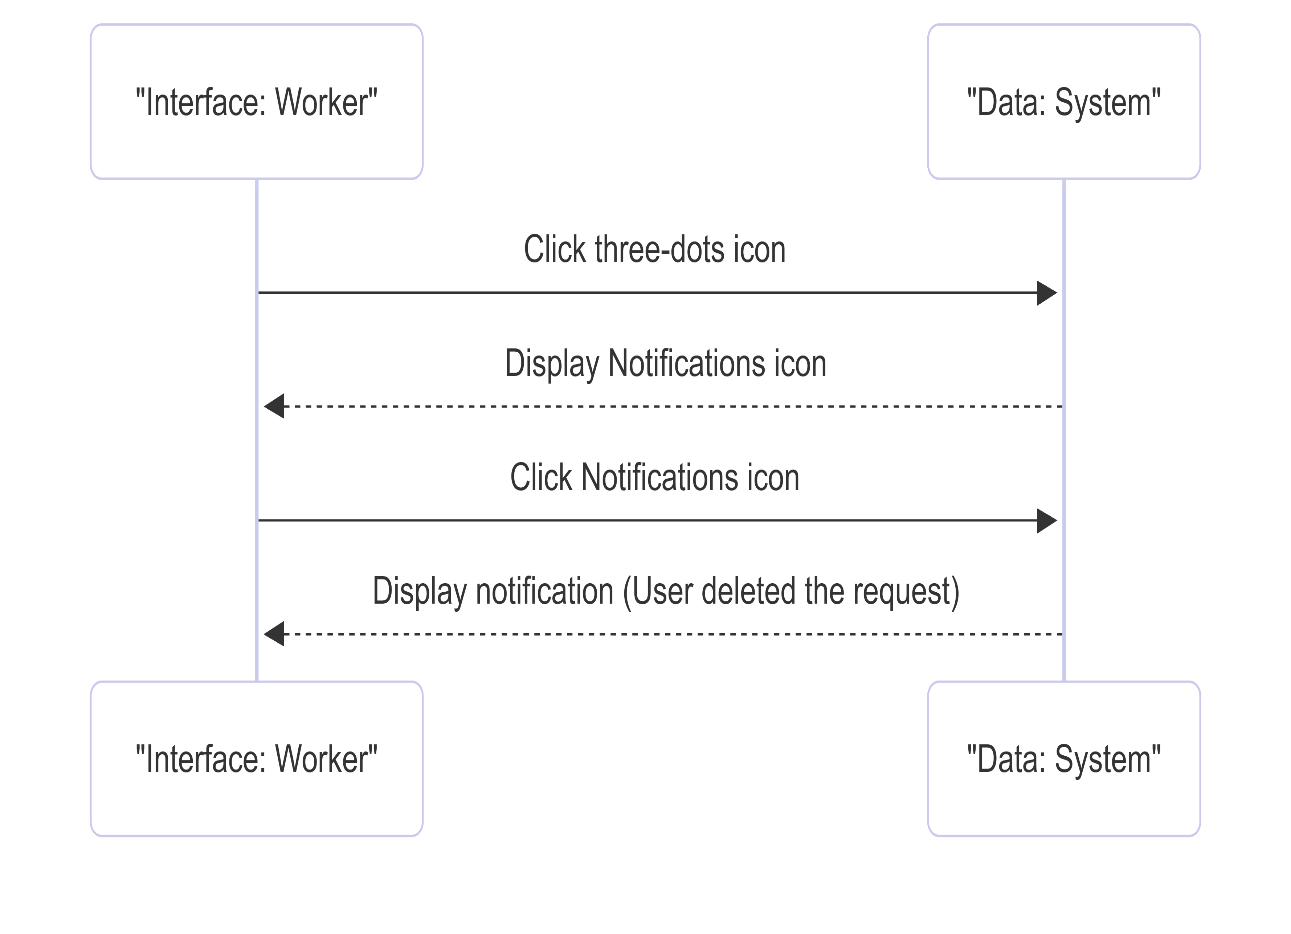 "Interface: Worker"
"Data: System"
Click three-dots icon
Display Notifications icon
Click Notifications icon
Display notification (User deleted the request)
"Interface: Worker"
"Data: System"